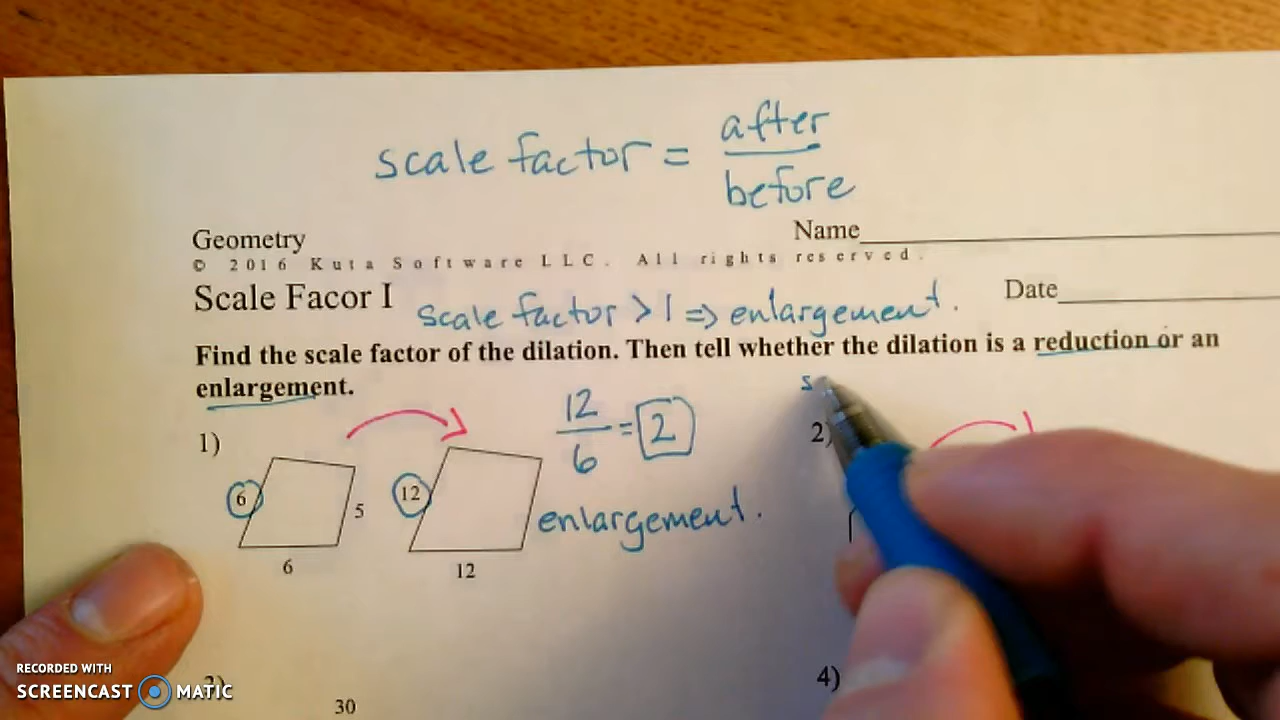 after
scale factor = before
Geometry Name
© 2016 Kuta Software LLC. All rights reserved.
Scale Facor I scale factor > 1 => enlargement. Date
Find the scale factor of the dilation. Then tell whether the dilation is a reduction or an
enlargement.
s
1) 12/6 = 2 2)
6 5 12
enlargement.
6 12
RECORDED WITH
SCREENCAST MATIC
4)
30